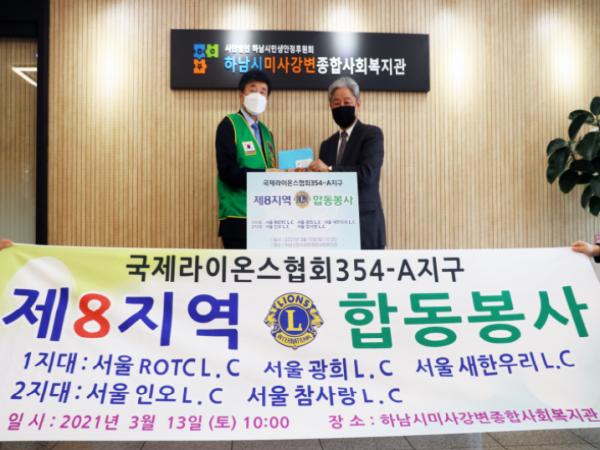 사단법인 하남시민생안정후원회
하남시미사강변종합사회복지관
국제라이온스협회354-A지구
제8지역 L 합동봉사
국제라이온스협회354-A지구
제8지역 LIONS L INTERNATIONAL 합동봉사
1지대 : 서울 ROTC L.C 서울 광희 L.C 서울 새한우리 L.C
2지대 : 서울 인오 L.C 서울 참사랑 L.C
일 시 : 2021년 3월 13일 (토) 10:00 장 소 : 하남시미사강변종합사회복지관